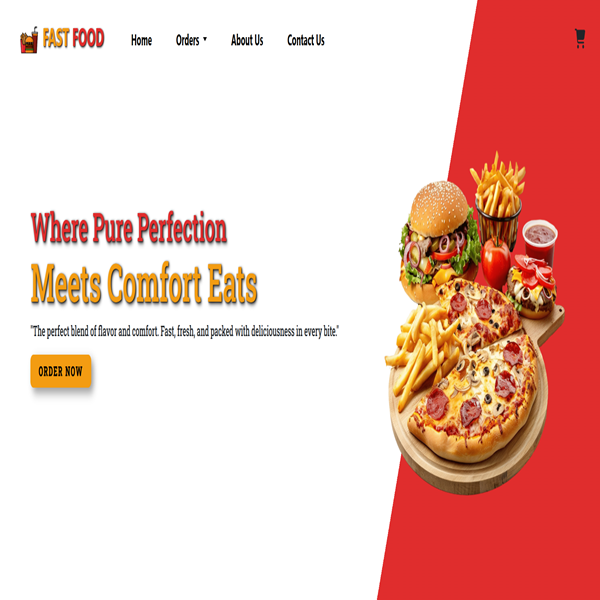 FAST FOOD
Home Orders About Us Contact Us
Where Pure Perfection
Meets Comfort Eats
"The perfect blend of flavor and comfort. Fast, fresh, and packed with deliciousness in every bite."
ORDER NOW